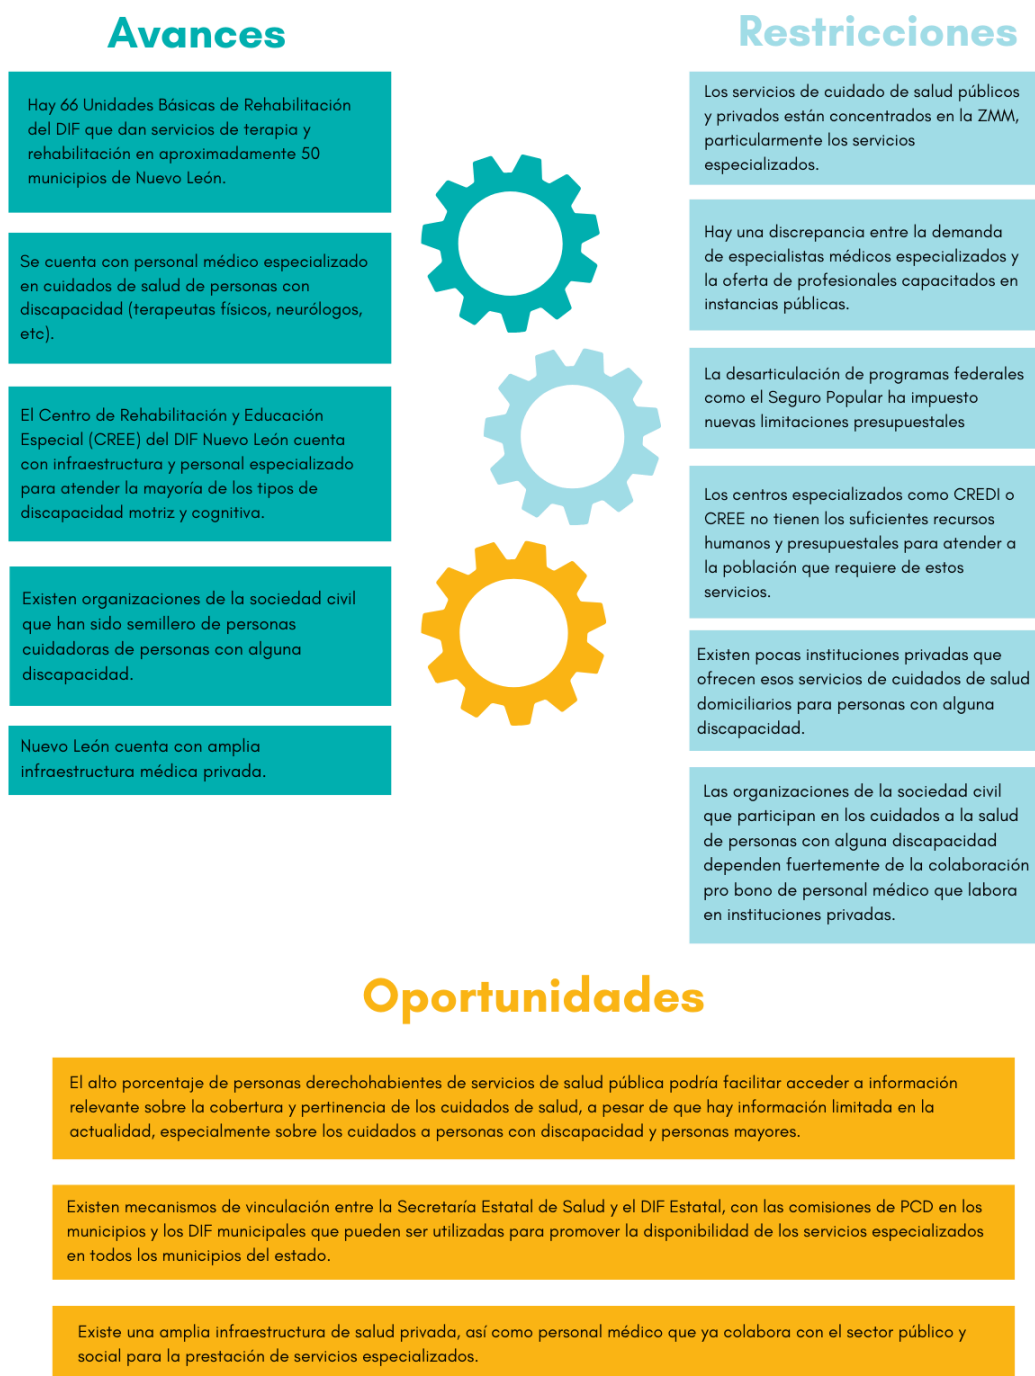 Avances
Hay 66 Unidades Básicas de Rehabilitación
del DIF que dan servicios de terapia y
rehabilitación en aproximadamente 50
municipios de Nuevo León.
Se cuenta con personal médico especializado
en cuidados de salud de personas con
discapacidad (terapeutas físicos, neurólogos,
etc).
El Centro de Rehabilitación y Educación
Especial (CREE) del DIF Nuevo León cuenta
con infraestructura y personal especializado
para atender la mayoría de los tipos de
discapacidad motriz y cognitiva.
Existen organizaciones de la sociedad civil
que han sido semillero de personas
cuidadoras de personas con alguna
discapacidad.
Nuevo León cuenta con amplia
infraestructura médica privada.
Restricciones
Los servicios de cuidado de salud públicos
y privados están concentrados en la ZMM,
particularmente los servicios
especializados.
Hay una discrepancia entre la demanda
de especialistas médicos especializados y
la oferta de profesionales capacitados en
instancias públicas.
La desarticulación de programas federales
como el Seguro Popular ha impuesto
nuevas limitaciones presupuestales
Los centros especializados como CREDI o
CREE no tienen los suficientes recursos
humanos y presupuestales para atender a
la población que requiere de estos
servicios.
Existen pocas instituciones privadas que
ofrecen esos servicios de cuidados de salud
domiciliarios para personas con alguna
discapacidad.
Las organizaciones de la sociedad civil
que participan en los cuidados a la salud
de personas con alguna discapacidad
dependen fuertemente de la colaboración
pro bono de personal médico que labora
en instituciones privadas.
Oportunidades
El alto porcentaje de personas derechohabientes de servicios de salud pública podría facilitar acceder a información
relevante sobre la cobertura y pertinencia de los cuidados de salud, a pesar de que hay información limitada en la
actualidad, especialmente sobre los cuidados a personas con discapacidad y personas mayores.
Existen mecanismos de vinculación entre la Secretaría Estatal de Salud y el DIF Estatal, con las comisiones de PCD en los
municipios y los DIF municipales que pueden ser utilizadas para promover la disponibilidad de los servicios especializados
en todos los municipios del estado.
Existe una amplia infraestructura de salud privada, así como personal médico que ya colabora con el sector público y
social para la prestación de servicios especializados.